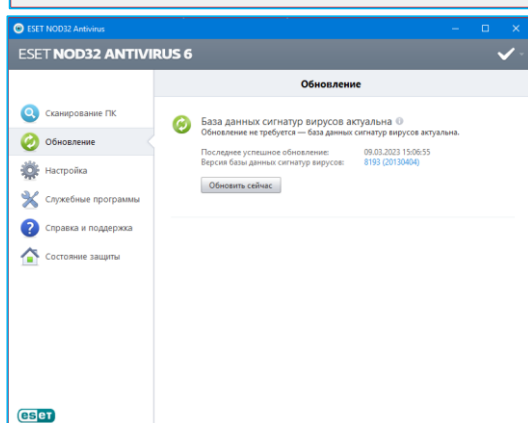 ESET NOD32 Antivirus
ESET NOD32 ANTIVIRUS 6
Обновление
Сканирование ПК
Обновление
Настройка
Служебные программы
Справка и поддержка
Состояние защиты
База данных сигнатур вирусов актуальна
Обновление не требуется — база данных сигнатур вирусов актуальна.
Последнее успешное обновление: 09.03.2023 15:06:55
Версия базы данных сигнатур вирусов: 8193 (20130404)
Обновить сейчас
eset